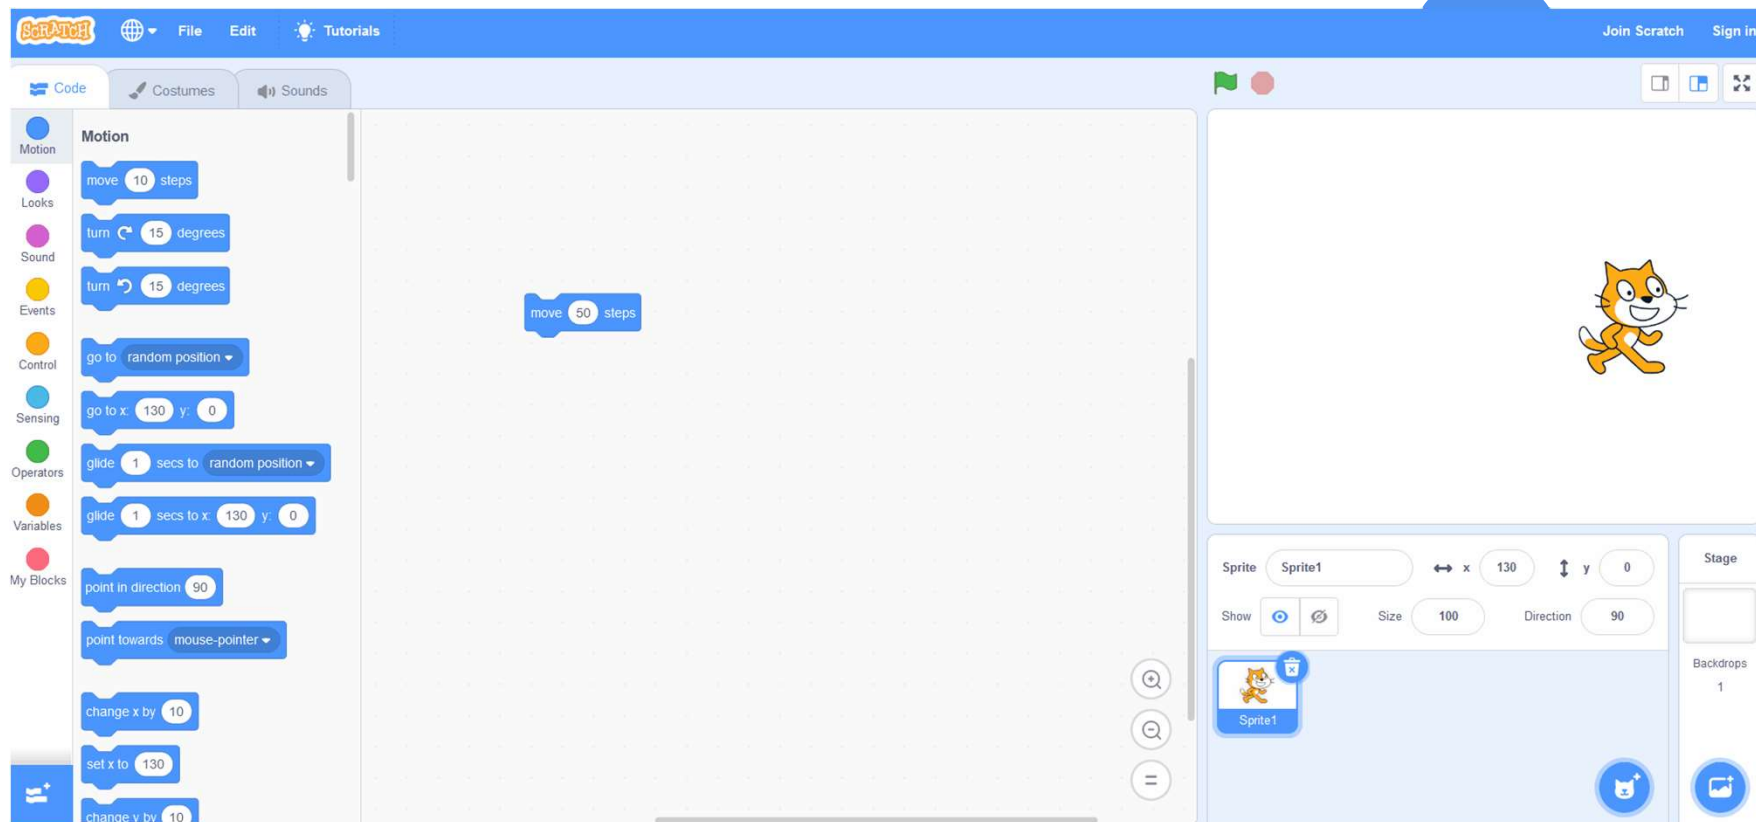 SCRATCH File Edit Tutorials Join Scratch Sign in
Code Costumes Sounds
Motion
Looks
Sound
Events
Control
Sensing
Operators
Variables
My Blocks
Motion
move 10 steps
turn 15 degrees
turn 15 degrees
go to random position
go to x: 130 y: 0
glide 1 secs to random position
glide 1 secs to x: 130 y: 0
point in direction 90
point towards mouse-pointer
change x by 10
set x to 130
change y by 10
move 50 steps
Sprite Sprite1 x 130 y 0
Show Size 100 Direction 90
Sprite1
Stage
Backdrops
1